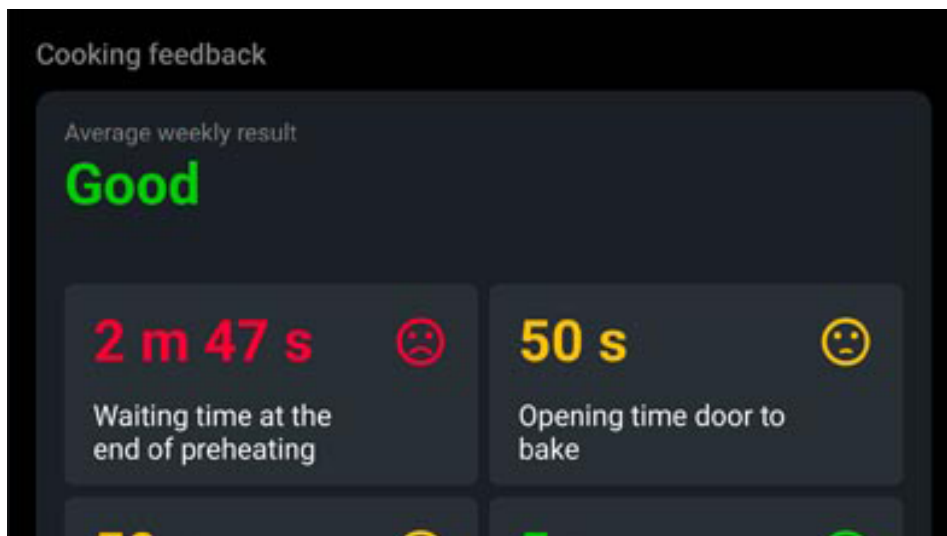 Cooking feedback
Average weekly result
Good
2 m 47 s
Waiting time at the
end of preheating
50 s
Opening time door to
bake